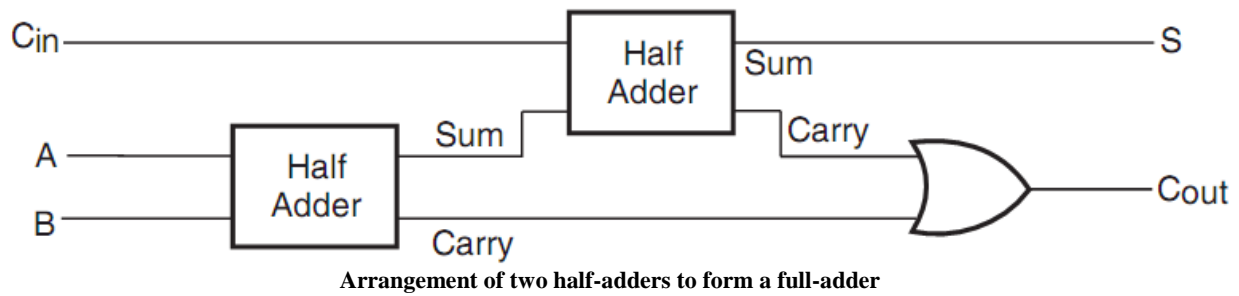 Cin
Half
Adder
Sum
S
A
Half
Adder
Sum
Carry
B
Carry
Cout
Arrangement of two half-adders to form a full-adder